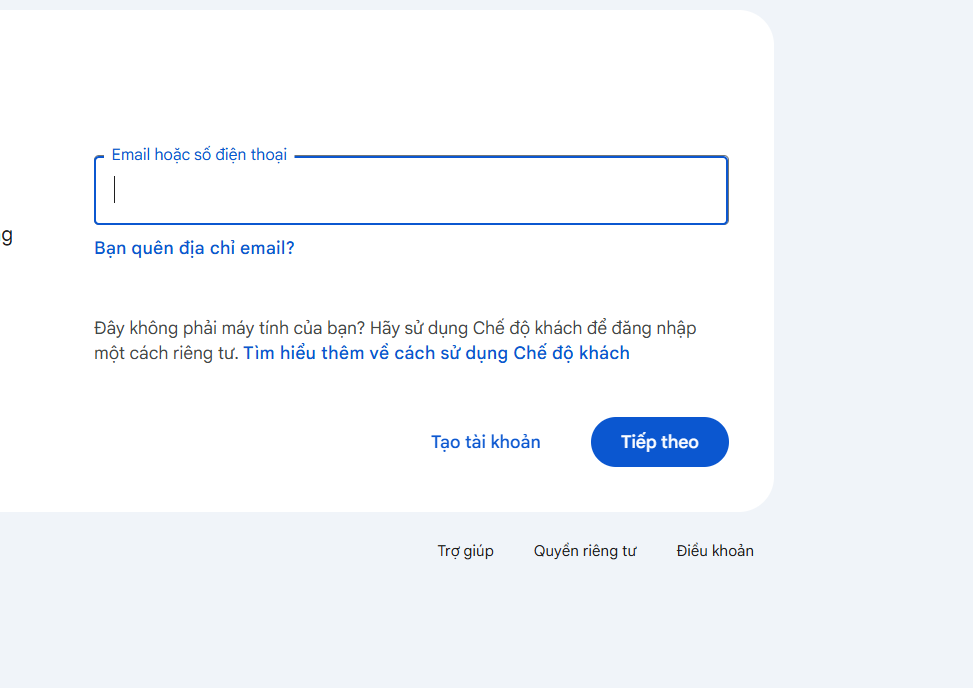 Email hoặc số điện thoại
Bạn quên địa chỉ email?
Đây không phải máy tính của bạn? Hãy sử dụng Chế độ khách để đăng nhập
một cách riêng tư. Tìm hiểu thêm về cách sử dụng Chế độ khách
Tạo tài khoản
Tiếp theo
Trợ giúp
Quyền riêng tư
Điều khoản